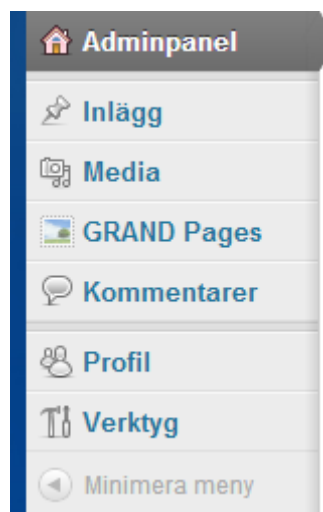 Adminpanel
Inlägg
Media
GRAND Pages
Kommentarer
Profil
Verktyg
Minimera meny